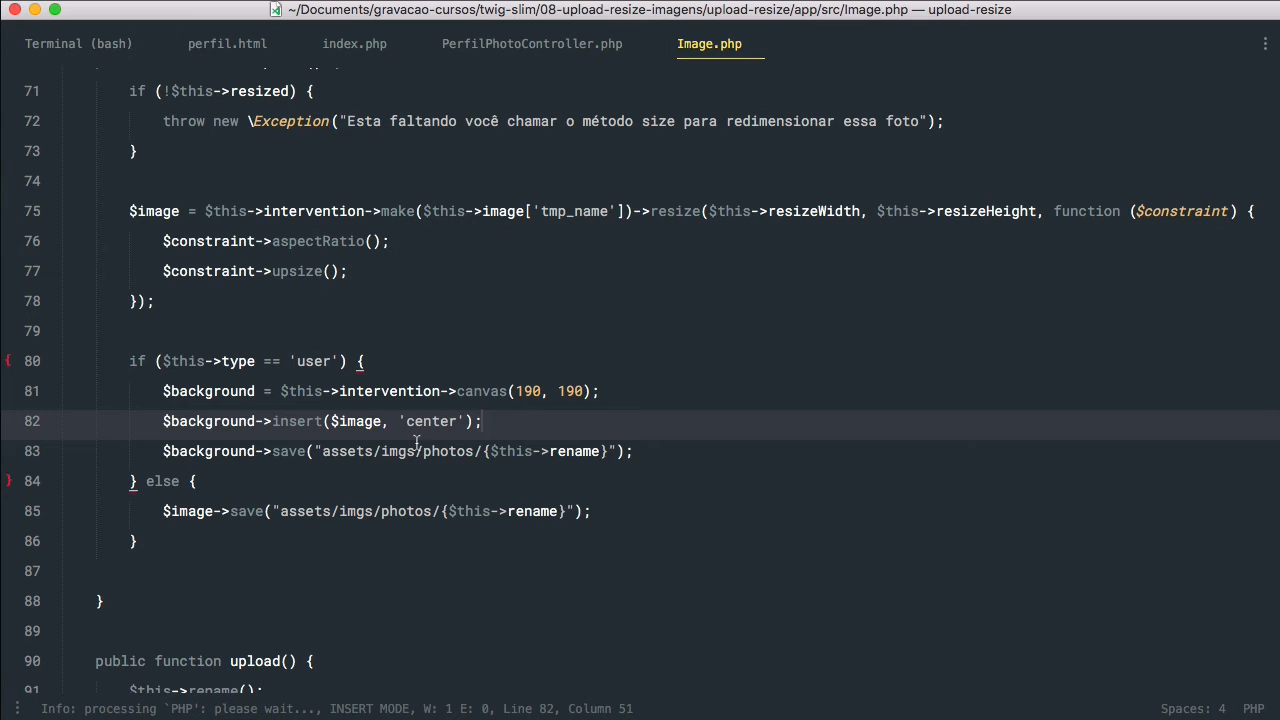 ~/Documents/gravacao-cursos/twig-slim/08-upload-resize-imagens/upload-resize/app/src/Image.php — upload-resize
Terminal (bash) perfil.html index.php PerfilPhotoController.php Image.php
71 if (!$this->resized) {
72 throw new \Exception("Esta faltando você chamar o método size para redimensionar essa foto");
73 }
74
75 $image = $this->intervention->make($this->image['tmp_name'])->resize($this->resizeWidth, $this->resizeHeight, function ($constraint) {
76 $constraint->aspectRatio();
77 $constraint->upsize();
78 });
79
{ 80 if ($this->type == 'user') {
81 $background = $this->intervention->canvas(190, 190);
82 $background->insert($image, 'center');
83 $background->save("assets/imgs/photos/{$this->rename}");
} 84 } else {
85 $image->save("assets/imgs/photos/{$this->rename}");
86 }
87
88 }
89
90 public function upload() {
91 $this->rename();
Info: processing `PHP': please wait..., INSERT MODE, W: 1 E: 0, Line 82, Column 51 Spaces: 4 PHP